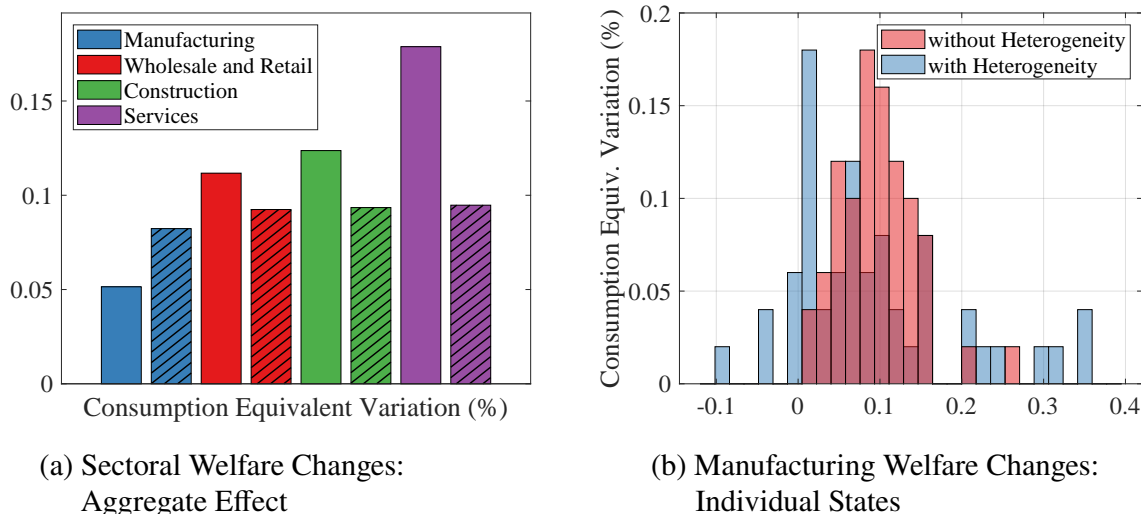 Manufacturing
Wholesale and Retail
Construction
Services
0.15
0.1
0.05
0
Consumption Equivalent Variation (%)
(a) Sectoral Welfare Changes:
Aggregate Effect
Consumption Equiv. Variation (%)
0.2
0.15
0.1
0.05
0
without Heterogeneity
with Heterogeneity
-0.1
0
0.1
0.2
0.3
0.4
(b) Manufacturing Welfare Changes:
Individual States